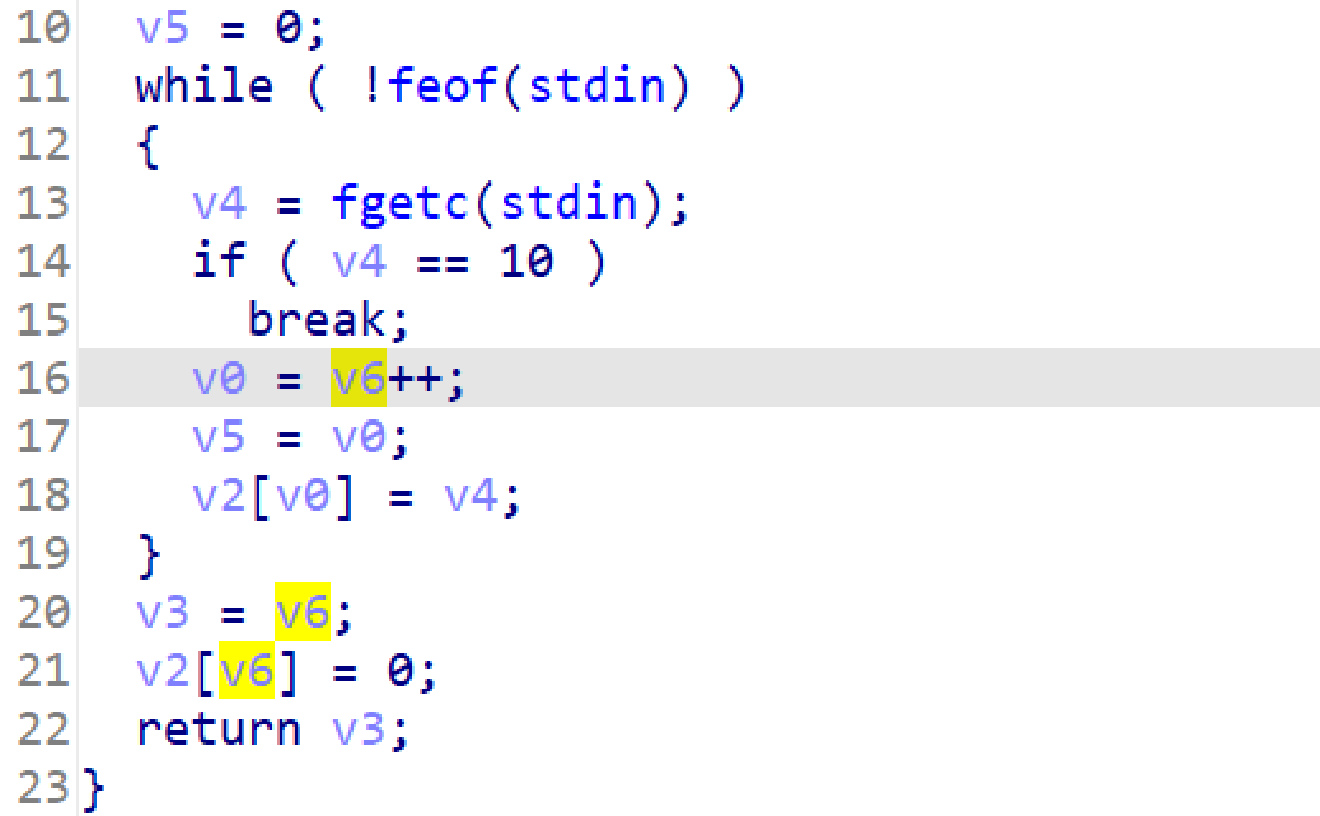 10 v5 = 0;
11 while ( !feof(stdin) )
12 {
13 v4 = fgetc(stdin);
14 if ( v4 == 10 )
15 break;
16 v0 = v6++;
17 v5 = v0;
18 v2[v0] = v4;
19 }
20 v3 = v6;
21 v2[v6] = 0;
22 return v3;
23 }